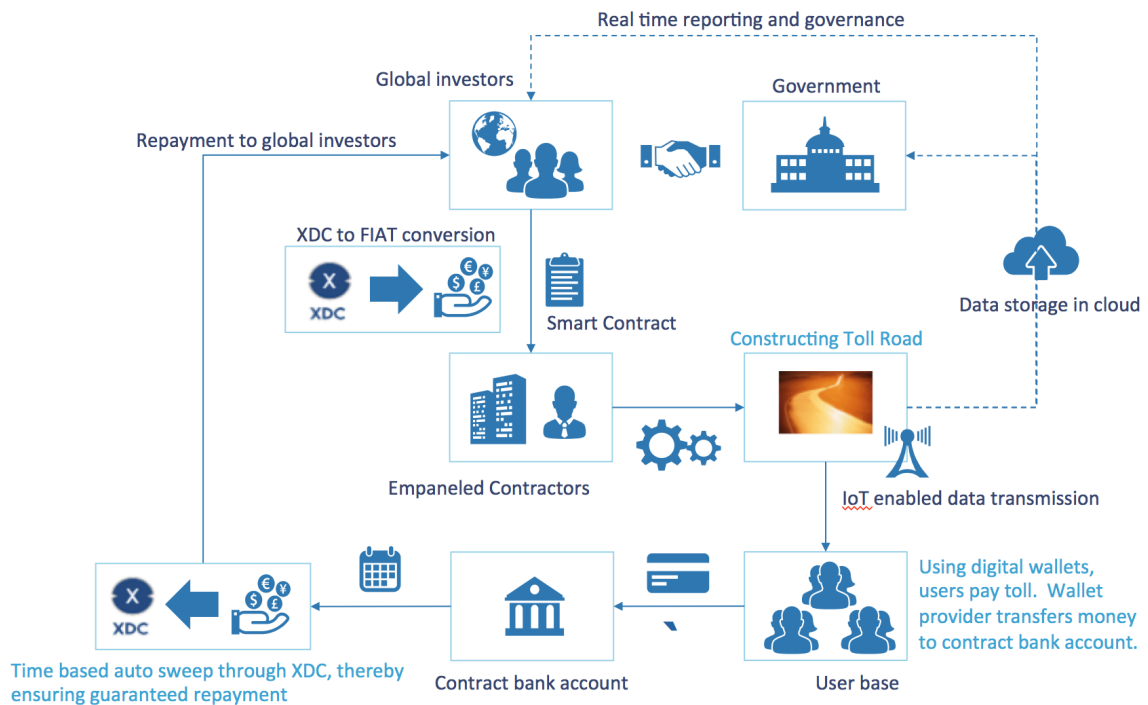 Real time reporting and governance
Global investors
Government
Repayment to global investors
XDC to FIAT conversion
X
XDC
€
¥
$
£
Smart Contract
Data storage in cloud
Constructing Toll Road
Empaneled Contractors
IoT enabled data transmission
Using digital wallets,
users pay toll.  Wallet
provider transfers money
to contract bank account.
X
XDC
€
¥
$
£
Time based auto sweep through XDC, thereby
ensuring guaranteed repayment
Contract bank account
`
User base